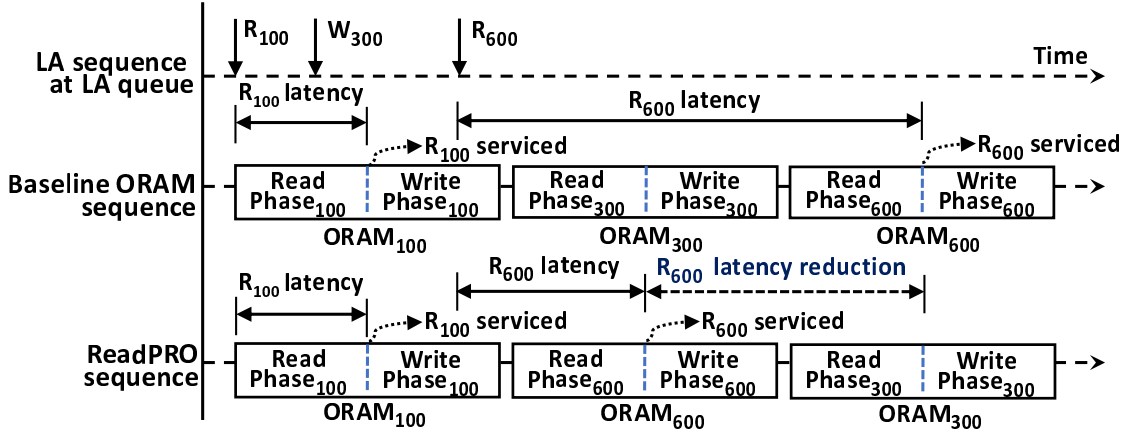 R100 W300 R600
LA sequence
at LA queue
Time
R100 latency
R600 latency
R100 serviced
R600 serviced
Baseline ORAM
sequence
Read
Phase100
Write
Phase100
Read
Phase300
Write
Phase300
Read
Phase600
Write
Phase600
ORAM100
ORAM300
ORAM600
R100 latency
R600 latency
R600 latency reduction
R100 serviced
R600 serviced
ReadPRO
sequence
Read
Phase100
Write
Phase100
Read
Phase600
Write
Phase600
Read
Phase300
Write
Phase300
ORAM100
ORAM600
ORAM300